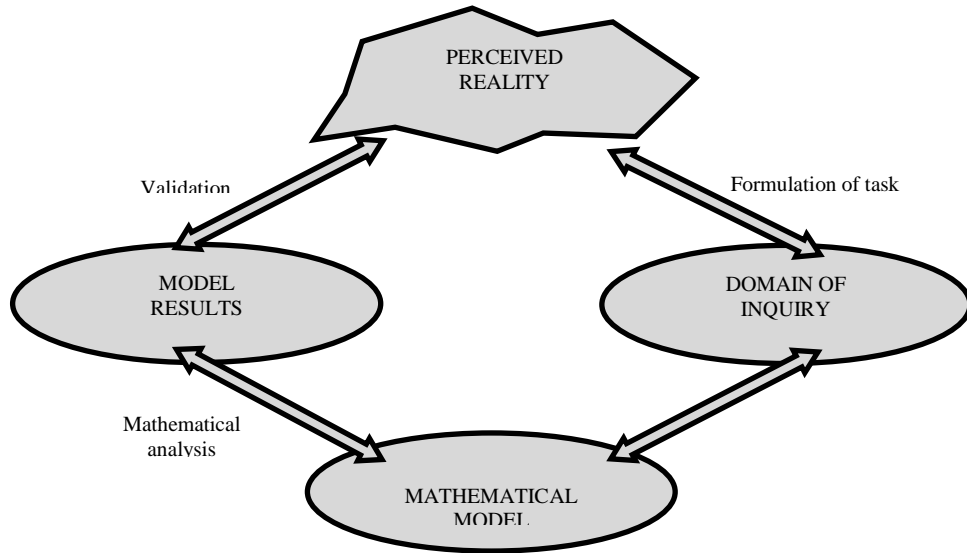 PERCEIVED
REALITY
Validation
Formulation of task
MODEL
RESULTS
DOMAIN OF
INQUIRY
Mathematical
analysis
MATHEMATICAL
MODEL